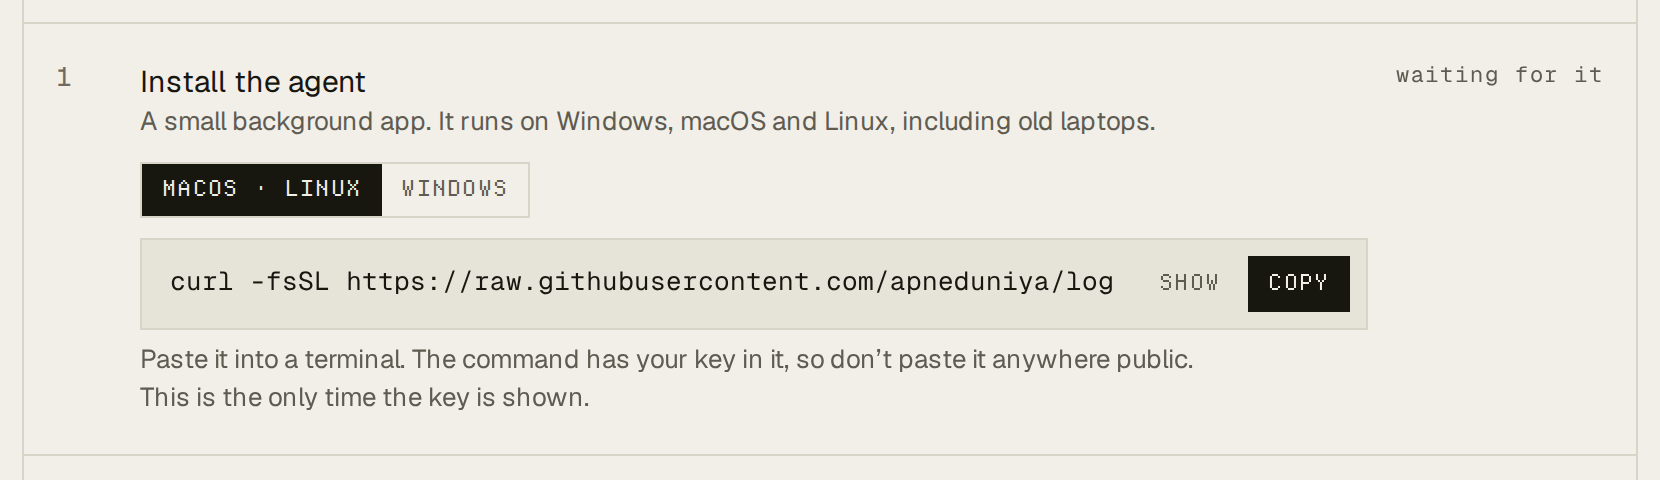 1
Install the agent
waiting for it
A small background app. It runs on Windows, macOS and Linux, including old laptops.
MACOS · LINUX WINDOWS
curl -fsSL https://raw.githubusercontent.com/apneduniya/log SHOW COPY
Paste it into a terminal. The command has your key in it, so don’t paste it anywhere public.
This is the only time the key is shown.